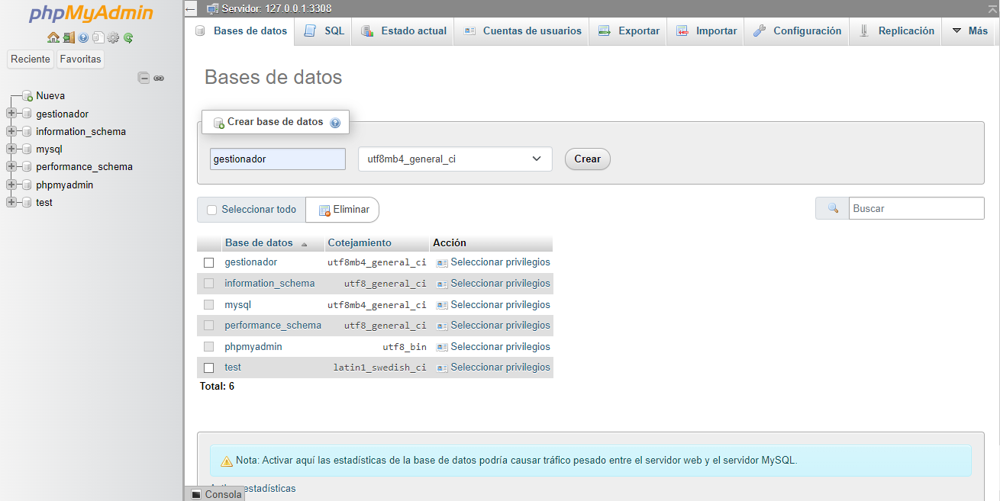 phpMyAdmin
Reciente Favoritas
Nueva
gestionador
information_schema
mysql
performance_schema
phpmyadmin
test
Servidor: 127.0.0.1:3308
Bases de datos SQL Estado actual Cuentas de usuarios Exportar Importar Configuración Replicación Más
Bases de datos
Crear base de datos
gestionador utf8mb4_general_ci Crear
Seleccionar todo Eliminar Buscar
Base de datos Cotejamiento Acción
gestionador utf8mb4_general_ci Seleccionar privilegios
information_schema utf8_general_ci Seleccionar privilegios
mysql utf8mb4_general_ci Seleccionar privilegios
performance_schema utf8_general_ci Seleccionar privilegios
phpmyadmin utf8_bin Seleccionar privilegios
test latin1_swedish_ci Seleccionar privilegios
Total: 6
Nota: Activar aquí las estadísticas de la base de datos podría causar tráfico pesado entre el servidor web y el servidor MySQL.
estadísticas
Consola